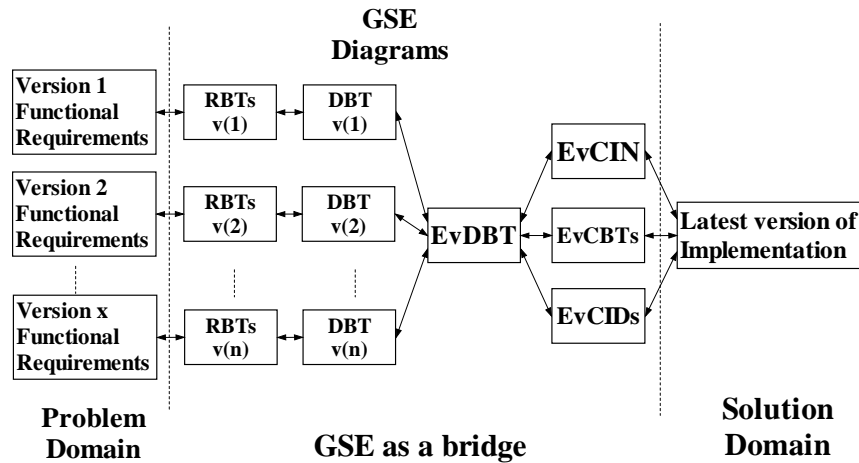 GSE
Diagrams
Version 1
Functional
Requirements
RBTs
v(1)
DBT
v(1)
Version 2
Functional
Requirements
RBTs
v(2)
DBT
v(2)
Version x
Functional
Requirements
RBTs
v(n)
DBT
v(n)
EvDBT
EvCIN
EvCBTs
EvCIDs
Latest version of
Implementation
Problem
Domain
GSE as a bridge
Solution
Domain